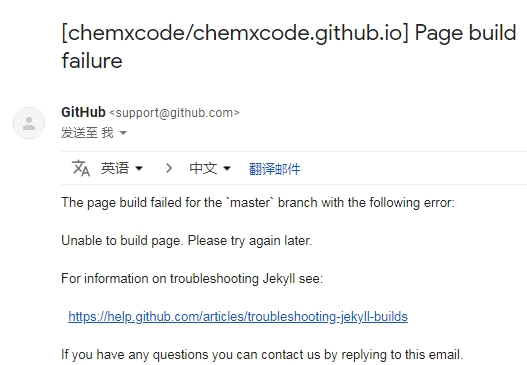 [chemxcode/chemxcode.github.io] Page build
failure
GitHub <support@github.com>
发送至 我
英语 > 中文 翻译邮件
The page build failed for the `master` branch with the following error:
Unable to build page. Please try again later.
For information on troubleshooting Jekyll see:
https://help.github.com/articles/troubleshooting-jekyll-builds
If you have any questions you can contact us by replying to this email.